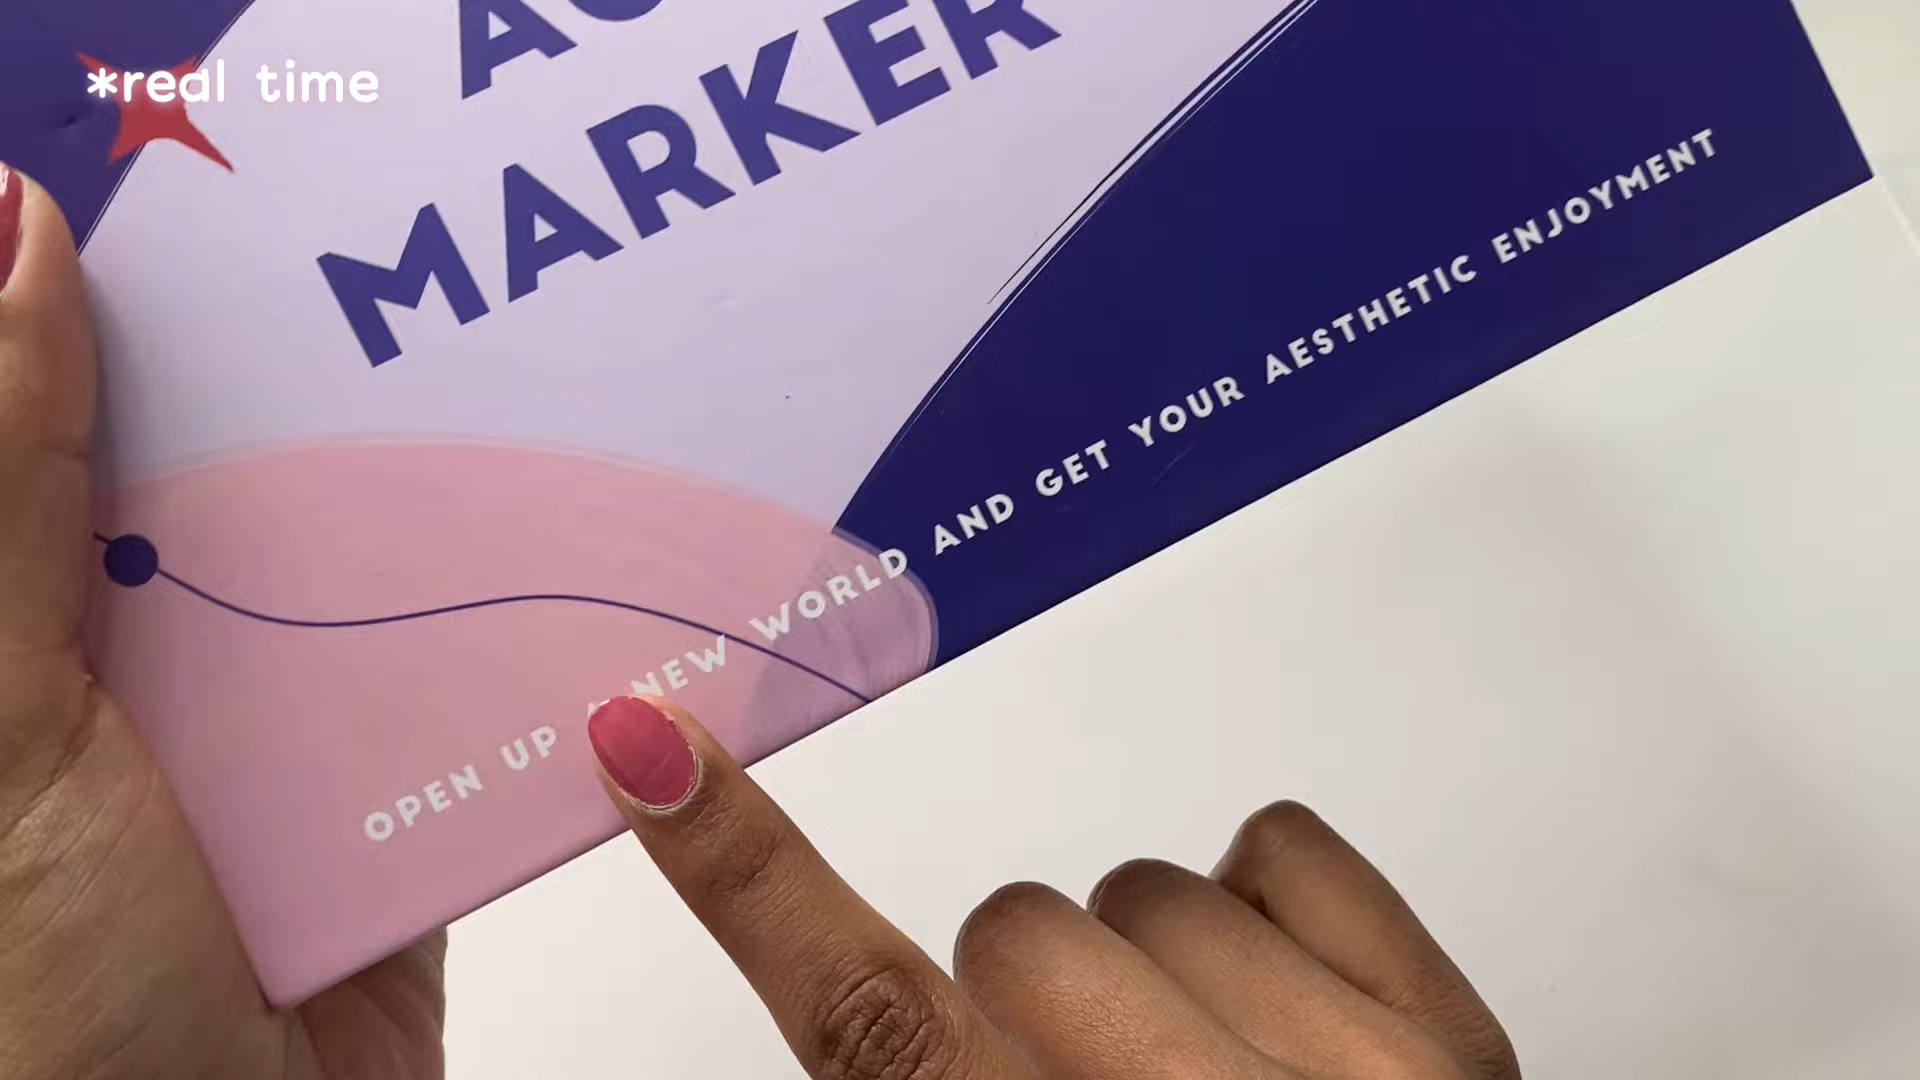 *real time
MARKER
OPEN UP A NEW WORLD AND GET YOUR AESTHETIC ENJOYMENT